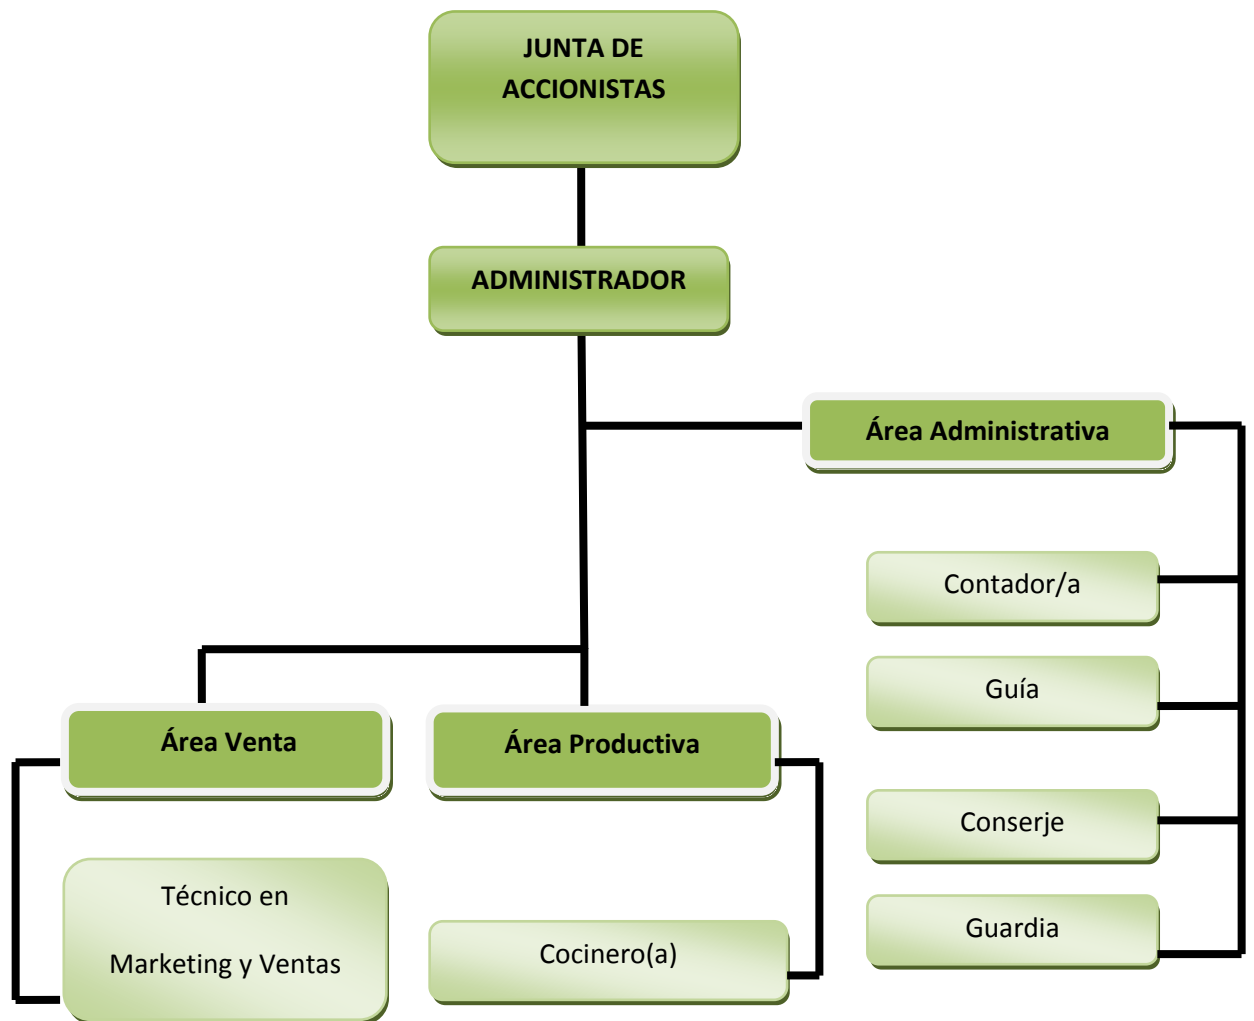 JUNTA DE
ACCIONISTAS
ADMINISTRADOR
Área Administrativa
Contador/a
Guía
Área Venta
Área Productiva
Conserje
Técnico en
Marketing y Ventas
Cocinero(a)
Guardia